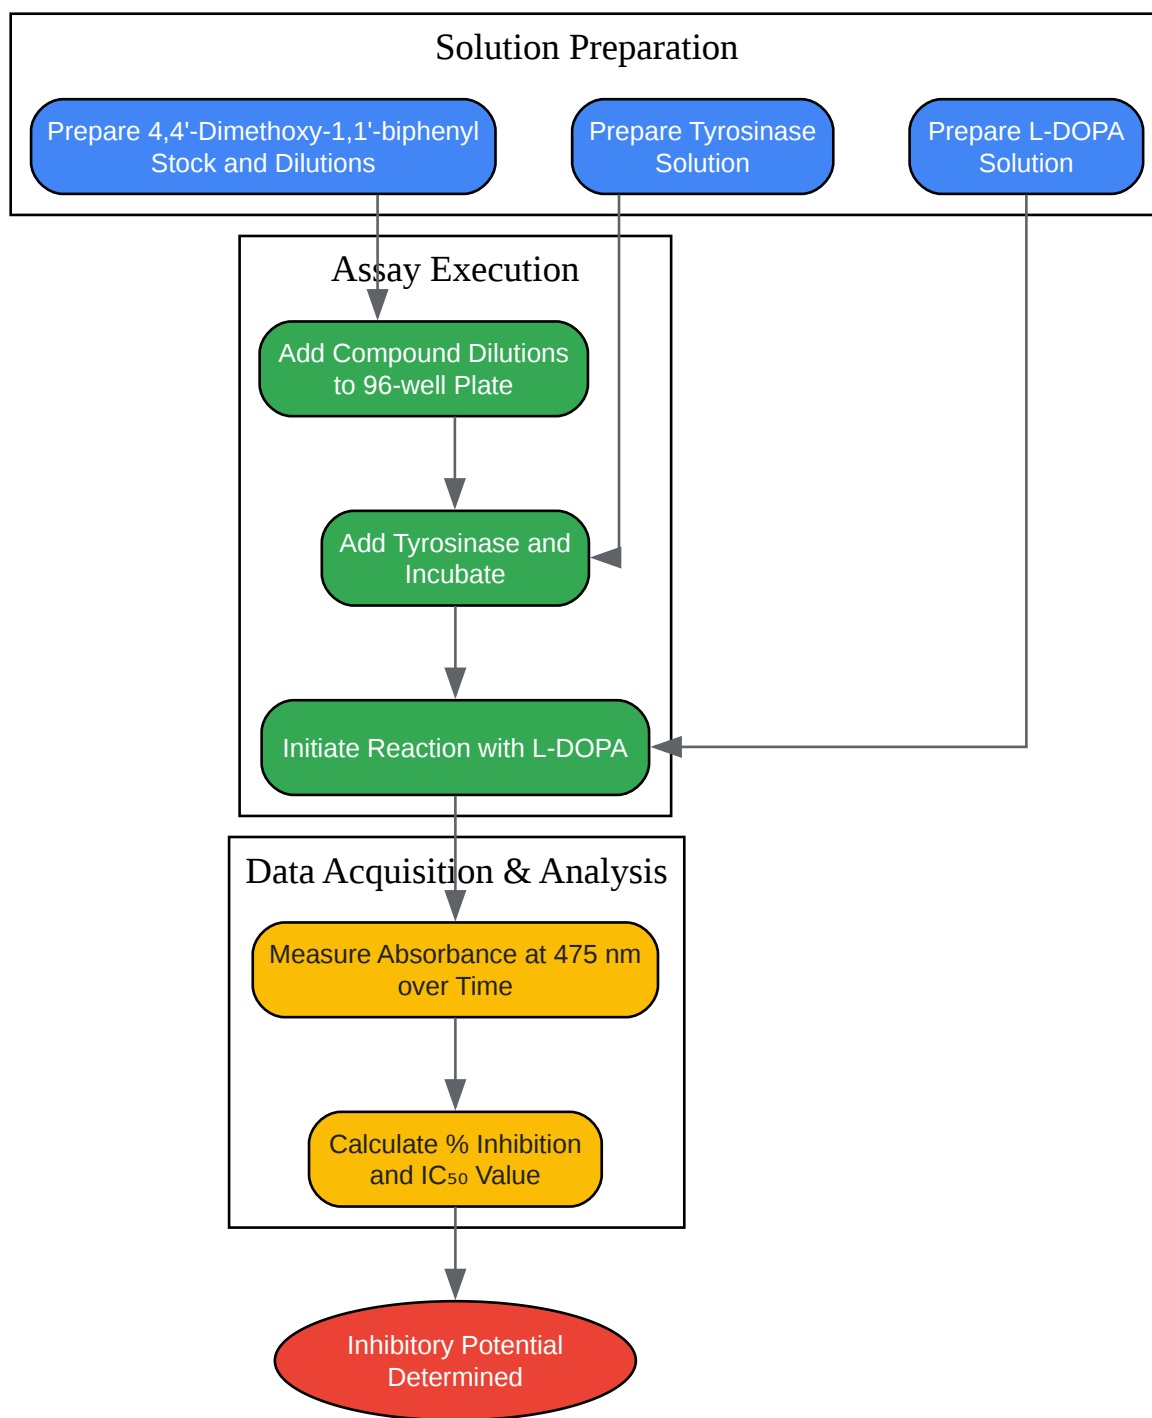 Solution Preparation
Prepare 4,4'-Dimethoxy-1,1'-biphenyl
Stock and Dilutions
Prepare Tyrosinase
Solution
Prepare L-DOPA
Solution
Assay Execution
Add Compound Dilutions
to 96-well Plate
Add Tyrosinase and
Incubate
Initiate Reaction with L-DOPA
Data Acquisition & Analysis
Measure Absorbance at 475 nm
over Time
Calculate % Inhibition
and IC₅₀ Value
Inhibitory Potential
Determined